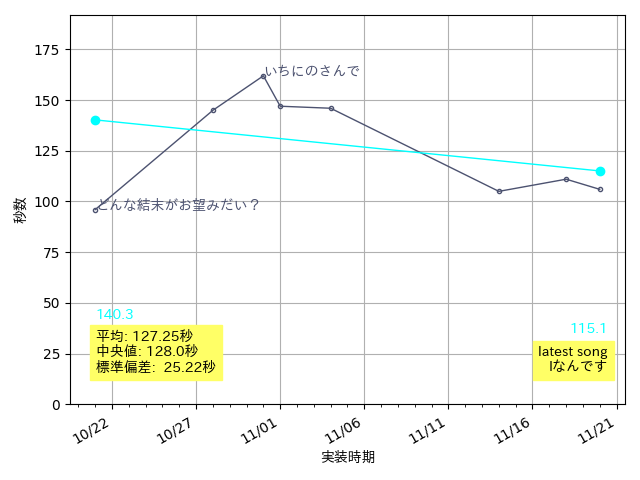 175
150
125
100
75
50
25
0
秒数
いちにのさんで
どんな結末がお望みだい？
140.3
平均: 127.25秒
中央値: 128.0秒
標準偏差: 25.22秒
115.1
latest song
Iなんです
10/22
10/27
11/01
11/06
11/11
11/16
11/21
実装時期